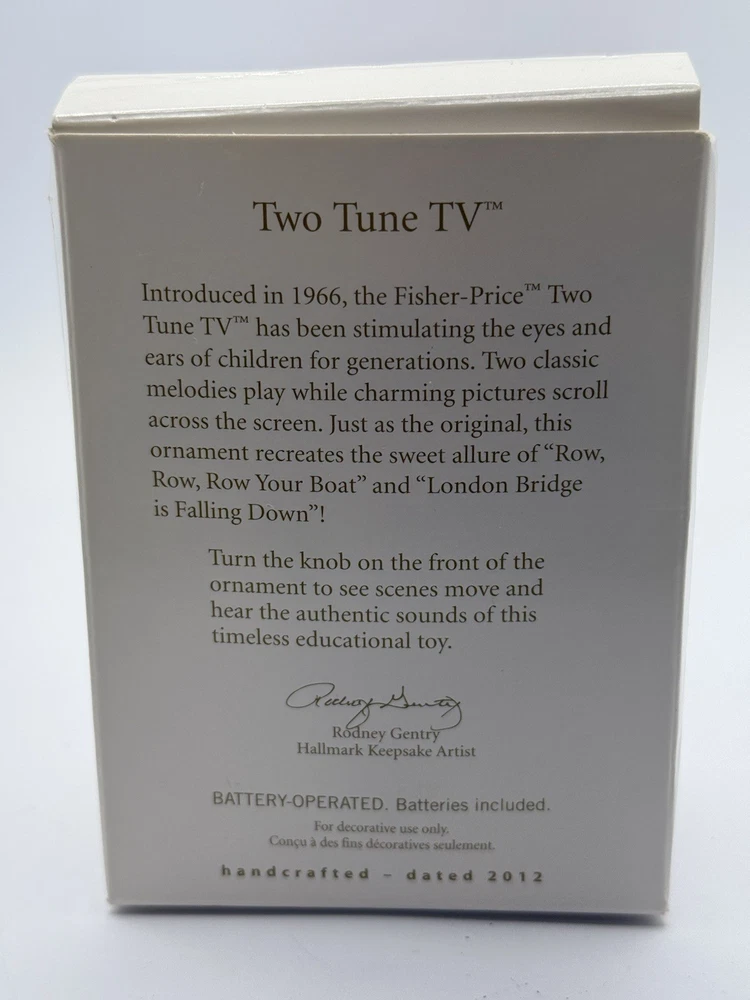 Two Tune TV™
Introduced in 1966, the Fisher-Price™ Two
Tune TV™ has been stimulating the eyes and
ears of children for generations. Two classic
melodies play while charming pictures scroll
across the screen. Just as the original, this
ornament recreates the sweet allure of “Row,
Row, Row Your Boat” and “London Bridge
is Falling Down”!
Turn the knob on the front of the
ornament to see scenes move and
hear the authentic sounds of this
timeless educational toy.
Rodney Gentry
Rodney Gentry
Hallmark Keepsake Artist
BATTERY-OPERATED. Batteries included.
For decorative use only.
Conçu à des fins décoratives seulement.
handcrafted – dated 2012